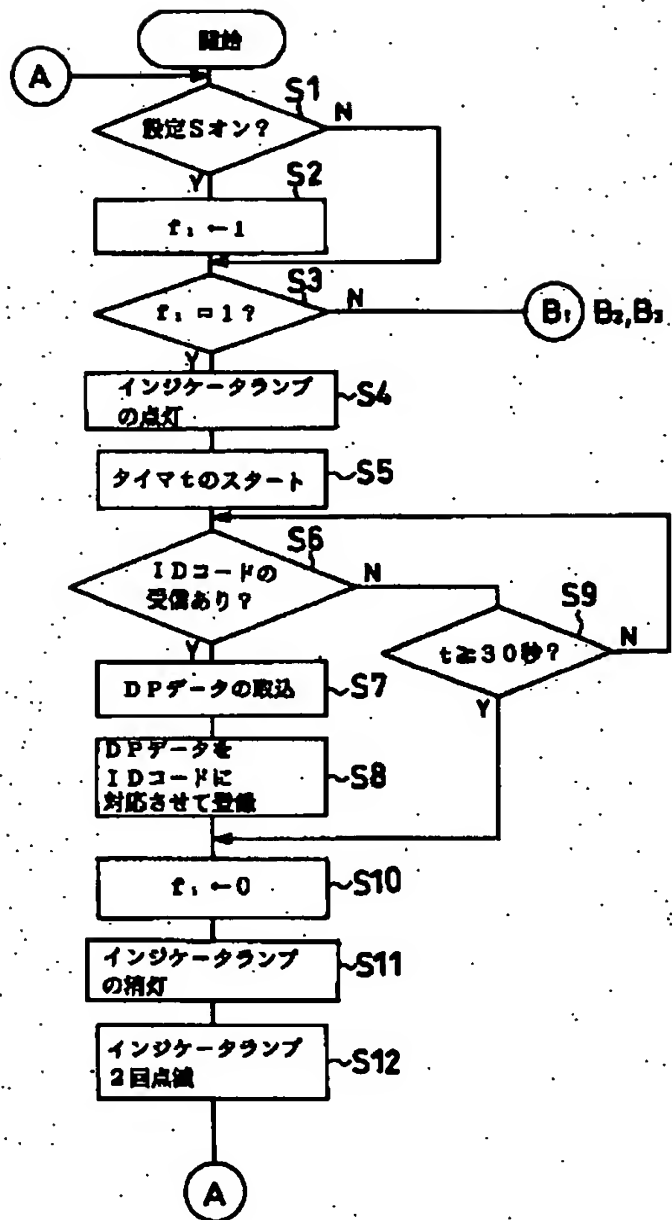 開始
A
S1
設定Sオン?
N
Y
S2
f₁ ←1
S3
f₁ =1?
N
B₁ B₂,B₃
Y
インジケータランプ
の点灯
S4
タイマtのスタート
S5
S6
IDコードの
受信あり?
N
S9
t≧30秒?
N
Y
Y
DPデータの取込
S7
DPデータを
IDコードに
対応させて登録
S8
f₁ ←0
S10
インジケータランプ
の消灯
S11
インジケータランプ
2回点滅
S12
A